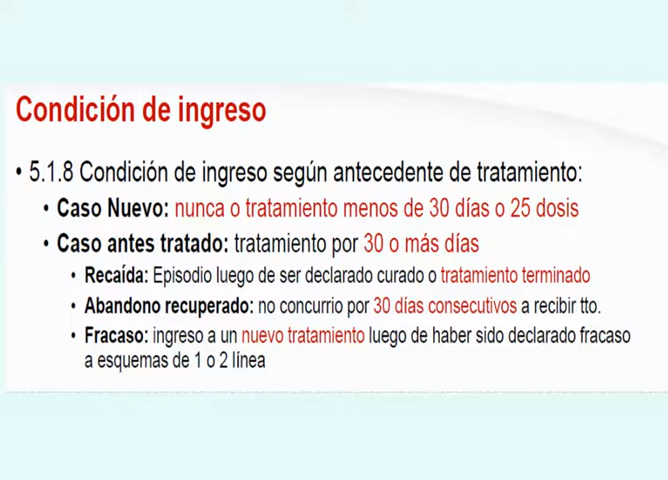 Condición de ingreso
• 5.1.8 Condición de ingreso según antecedente de tratamiento:
• Caso Nuevo: nunca o tratamiento menos de 30 días o 25 dosis
• Caso antes tratado: tratamiento por 30 o más días
• Recaída: Episodio luego de ser declarado curado o tratamiento terminado
• Abandono recuperado: no concurrio por 30 días consecutivos a recibir tto.
• Fracaso: ingreso a un nuevo tratamiento luego de haber sido declarado fracaso
a esquemas de 1 o 2 línea